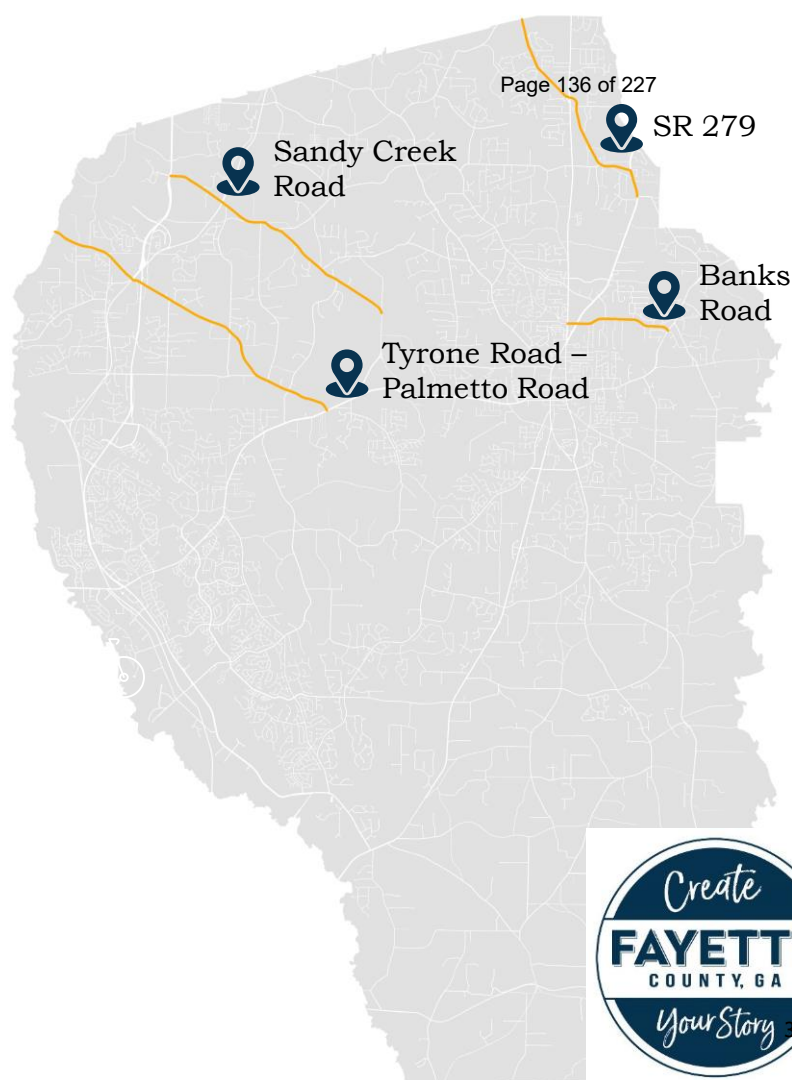 Page 136 of 227
SR 279
Sandy Creek
Road
Banks
Road
Tyrone Road –
Palmetto Road
Create
FAYETT
COUNTY, GA
Your Story
3